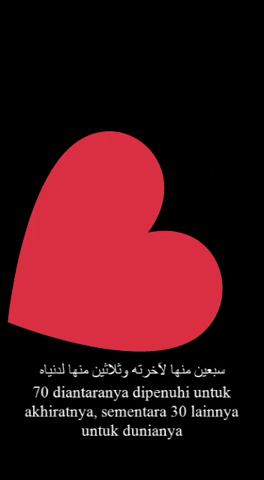 سبعين منها لآخرته وثلاثين منها لدنياه
70 diantaranya dipenuhi untuk
akhiratnya, sementara 30 lainnya
untuk dunianya